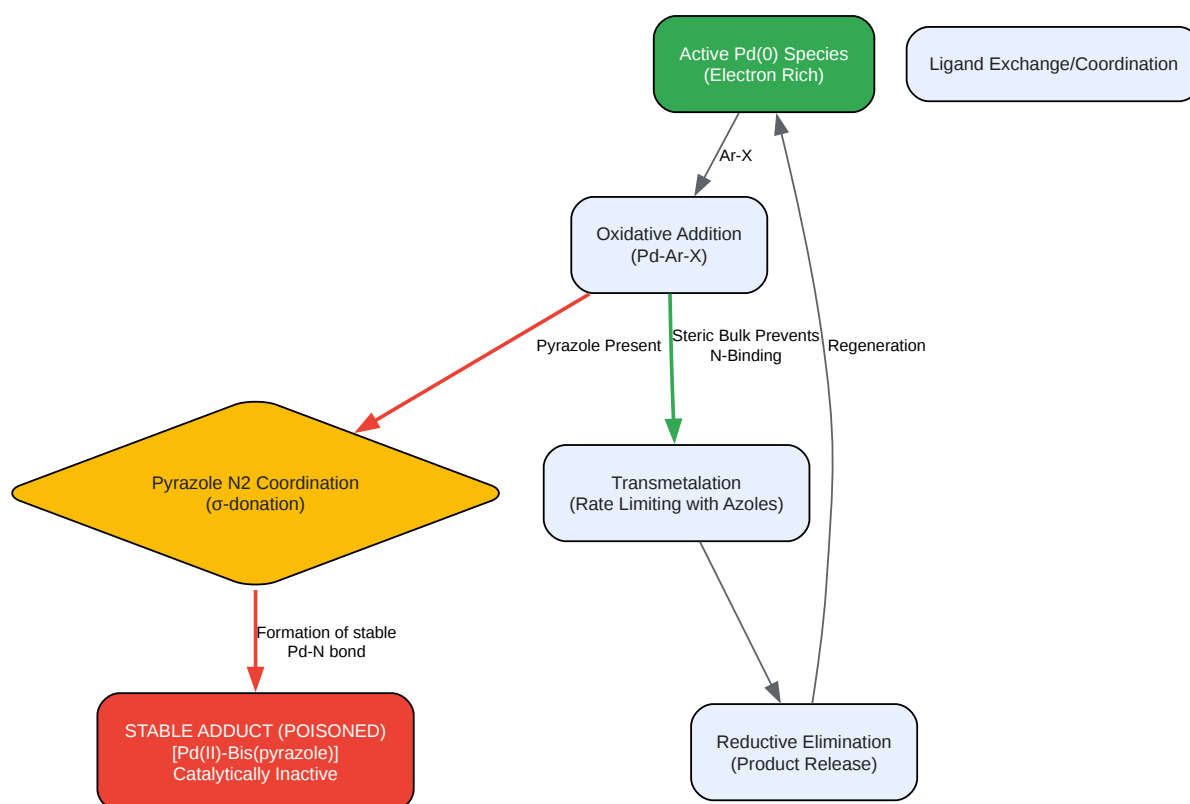 Active Pd(0) Species
(Electron Rich)
Ligand Exchange/Coordination
Ar-X
Oxidative Addition
(Pd-Ar-X)
Pyrazole Present
Steric Bulk Prevents
N-Binding
Regeneration
Pyrazole N2 Coordination
(σ-donation)
Transmetalation
(Rate Limiting with Azoles)
Formation of stable
Pd-N bond
STABLE ADDUCT (POISONED)
[Pd(II)-Bis(pyrazole)]
Catalytically Inactive
Reductive Elimination
(Product Release)